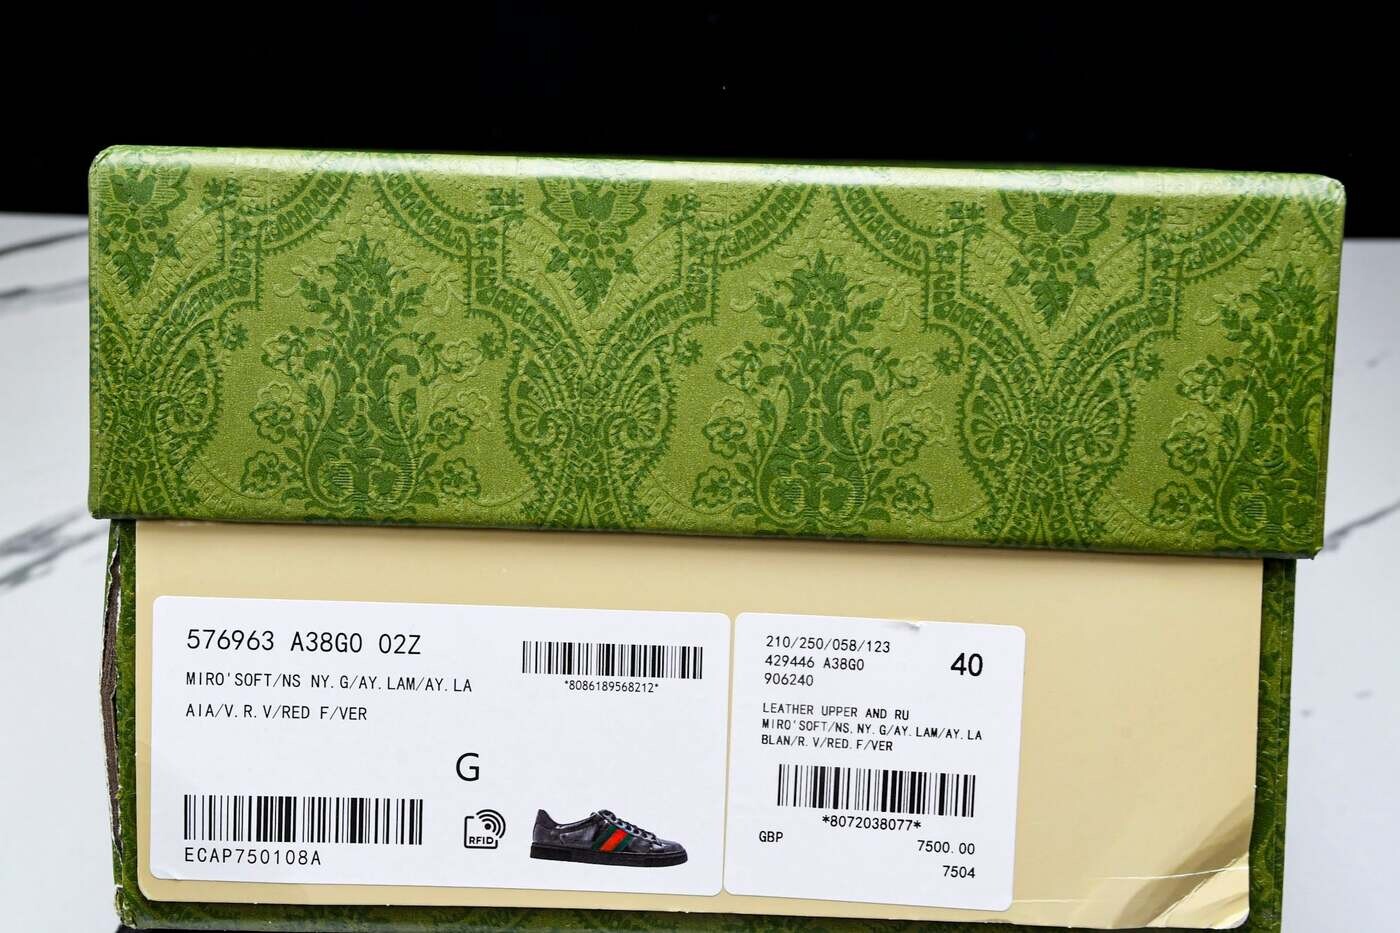 576963 A38G0 02Z
*8086189568212*
MIRO'SOFT/NS NY.G/AY.LAM/AY.LA
AIA/V.R.V/RED F/VER
G
RFID
ECAP750108A
210/250/058/123
429446 A38G0
906240
40
LEATHER UPPER AND RU
MIRO'SOFT/NS.NY.G/AY.LAM/AY.LA
BLAN/R.V/RED.F/VER
*8072038077*
GBP
7500.00
7504